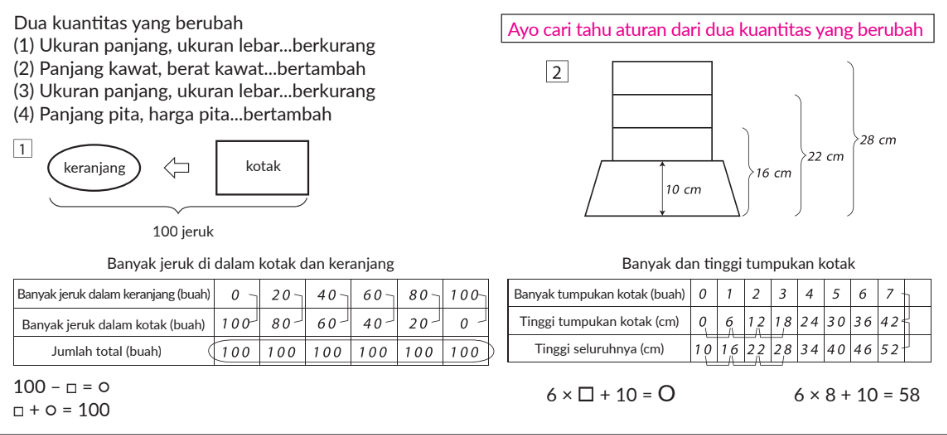 Dua kuantitas yang berubah
(1) Ukuran panjang, ukuran lebar...berkurang
(2) Panjang kawat, berat kawat...bertambah
(3) Ukuran panjang, ukuran lebar...berkurang
(4) Panjang pita, harga pita...bertambah
1
keranjang
kotak
100 jeruk
Banyak jeruk di dalam kotak dan keranjang
Banyak jeruk dalam keranjang (buah) 0 20 40 60 80 100
Banyak jeruk dalam kotak (buah) 100 80 60 40 20 0
Jumlah total (buah) 100 100 100 100 100 100
100 – □ = ○
□ + ○ = 100
Ayo cari tahu aturan dari dua kuantitas yang berubah
2
10 cm
16 cm
22 cm
28 cm
Banyak dan tinggi tumpukan kotak
Banyak tumpukan kotak (buah) 0 1 2 3 4 5 6 7
Tinggi tumpukan kotak (cm) 0 6 12 18 24 30 36 42
Tinggi seluruhnya (cm) 10 16 22 28 34 40 46 52
6 × □ + 10 = ○
6 × 8 + 10 = 58